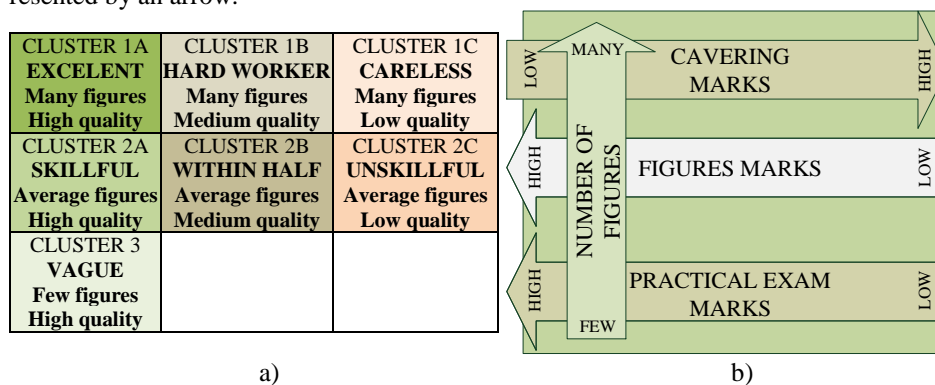 resented by an arrow.
CLUSTER 1A
EXCELENT
Many figures
High quality
CLUSTER 1B
HARD WORKER
Many figures
Medium quality
CLUSTER 1C
CARELESS
Many figures
Low quality
CLUSTER 2A
SKILLFUL
Average figures
High quality
CLUSTER 2B
WITHIN HALF
Average figures
Medium quality
CLUSTER 2C
UNSKILLFUL
Average figures
Low quality
CLUSTER 3
VAGUE
Few figures
High quality
a)
MANY
NUMBER OF
FIGURES
FEW
LOW
CAVERING
MARKS
HIGH
HIGH
FIGURES MARKS
LOW
HIGH
PRACTICAL EXAM
MARKS
LOW
b)